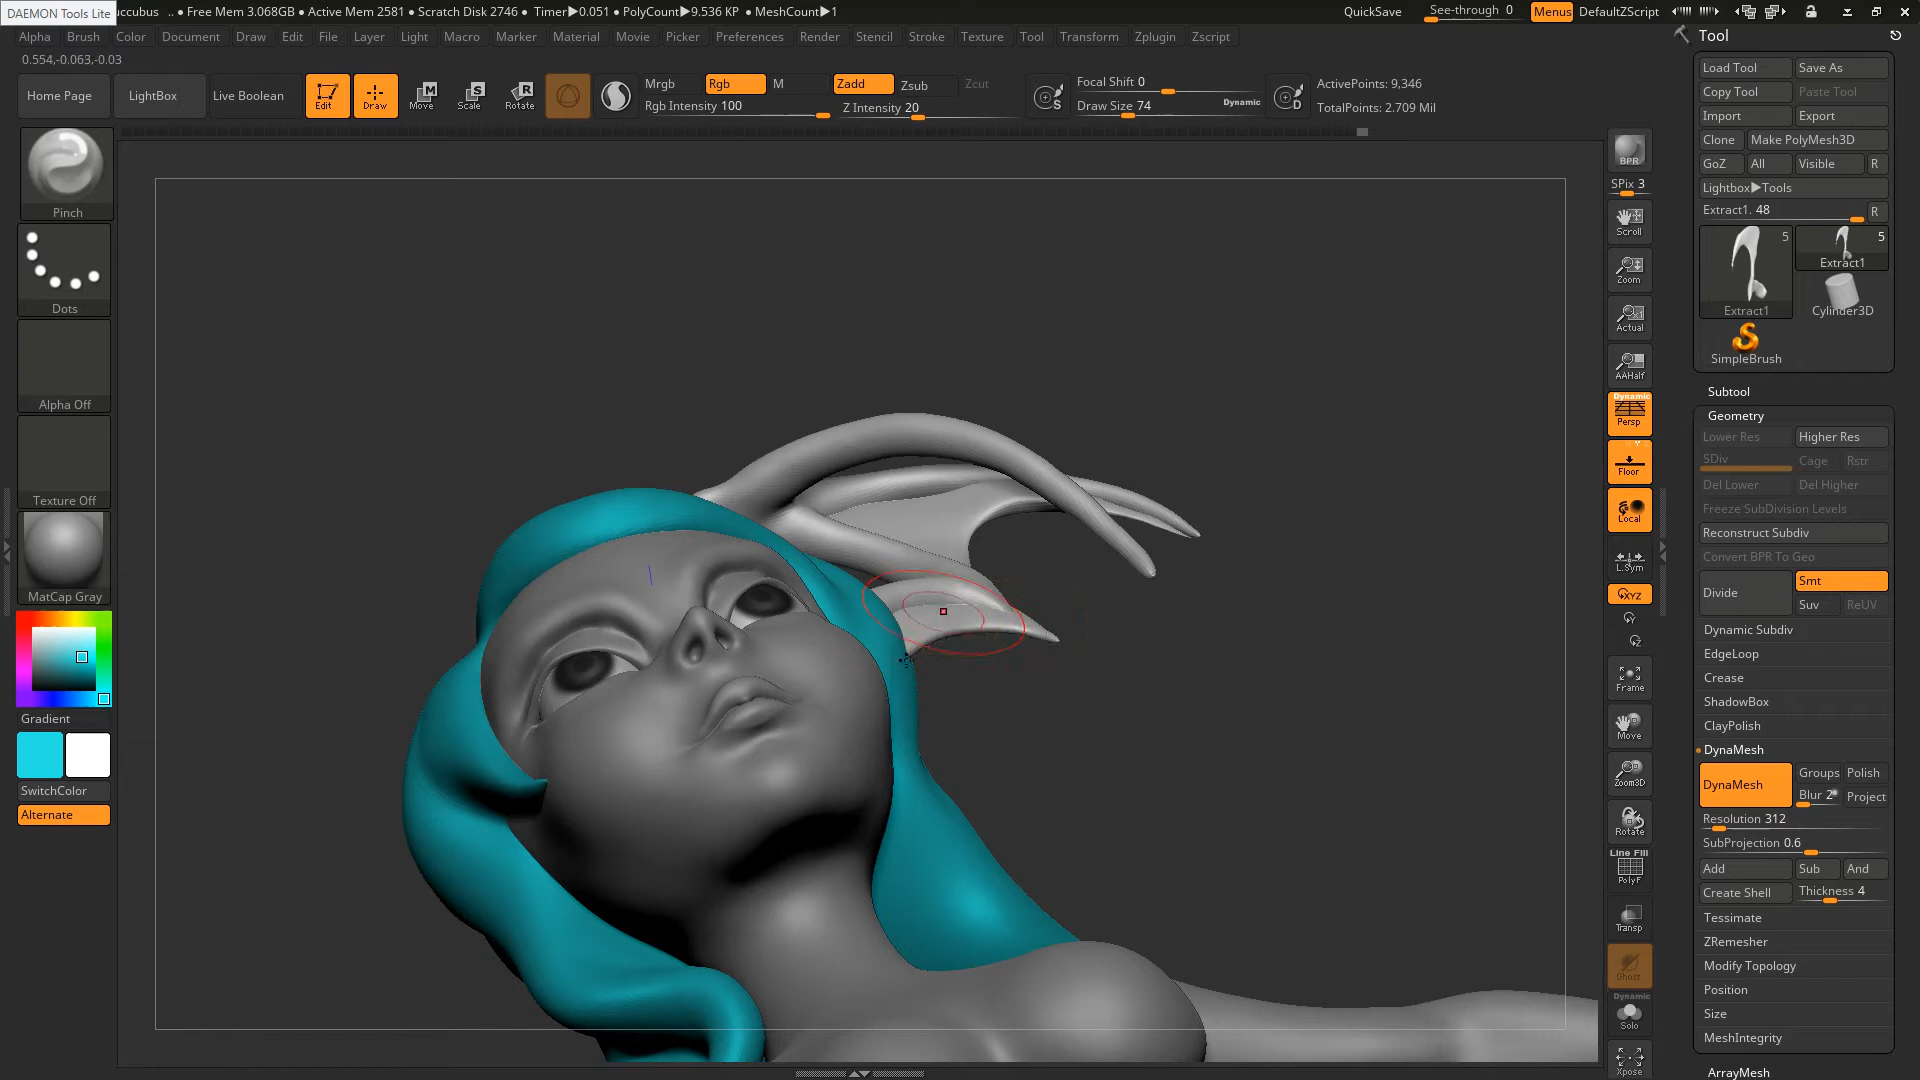 DAEMON Tools Lite
ccubus .. ● Free Mem 3.068GB ● Active Mem 2581 ● Scratch Disk 2746 ● Timer▶0.051 ● PolyCount▶9.536 KP ● MeshCount▶1
QuickSave See-through 0 Menus DefaultZScript
Alpha Brush Color Document Draw Edit File Layer Light Macro Marker Material Movie Picker Preferences Render Stencil Stroke Texture Tool Transform Zplugin Zscript
0.554,-0.063,-0.03
Home Page LightBox Live Boolean Edit Draw Move Scale Rotate
Mrgb Rgb M Zadd Zsub Zcut
Rgb Intensity 100 Z Intensity 20
S Focal Shift 0
Draw Size 74 Dynamic
D ActivePoints: 9,346
TotalPoints: 2.709 Mil
Pinch
Dots
Alpha Off
Texture Off
MatCap Gray
Gradient
SwitchColor
Alternate
BPR
SPix 3
Scroll
Zoom
Actual
AAHalf
Dynamic
Persp
Floor
Local
L.Sym
XYZ
Y
Z
Frame
Move
Zoom3D
Rotate
Line Fill
PolyF
Transp
Ghost
Dynamic
Solo
Xpose
Tool
Load Tool Save As
Copy Tool Paste Tool
Import Export
Clone Make PolyMesh3D
GoZ All Visible R
Lightbox▶Tools
Extract1. 48 R
5 5
Extract1
Extract1 Cylinder3D
SimpleBrush
Subtool
Geometry
Lower Res Higher Res
SDiv Cage Rstr
Del Lower Del Higher
Freeze SubDivision Levels
Reconstruct Subdiv
Convert BPR To Geo
Divide Smt
Suv ReUV
Dynamic Subdiv
EdgeLoop
Crease
ShadowBox
ClayPolish
DynaMesh
DynaMesh Groups Polish
Blur 2 Project
Resolution 312
SubProjection 0.6
Add Sub And
Create Shell Thickness 4
Tessimate
ZRemesher
Modify Topology
Position
Size
MeshIntegrity
ArrayMesh